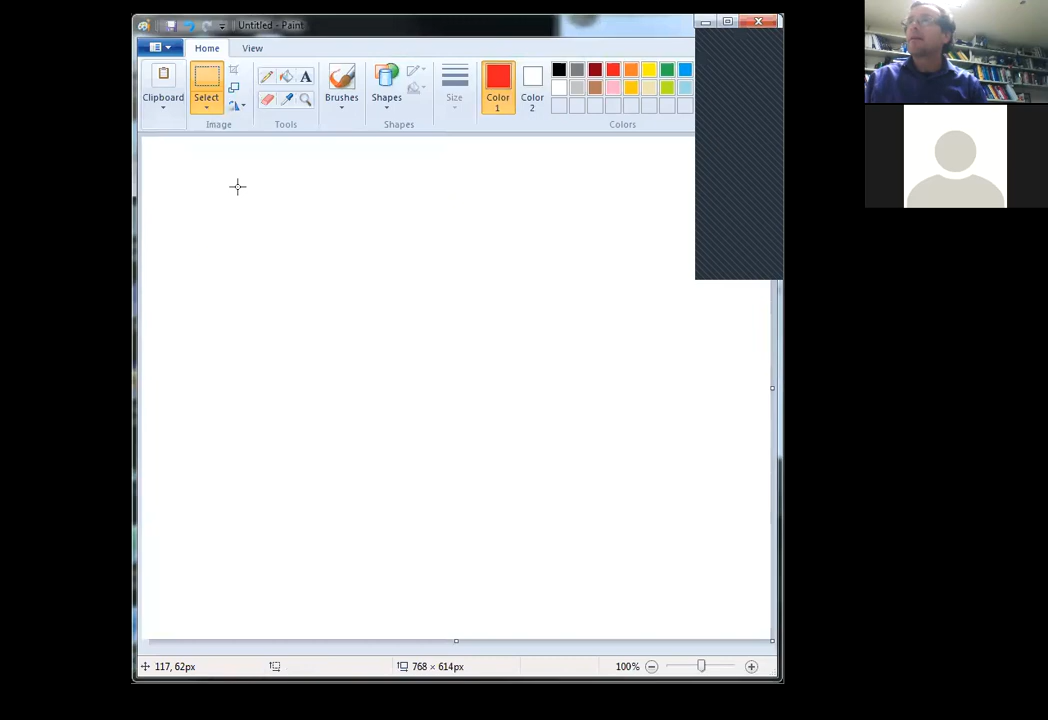 Untitled - Paint
Home View
Clipboard Select Brushes Shapes Size Color 1 Color 2
A
Image Tools Shapes Colors
117, 62px 768 × 614px 100%